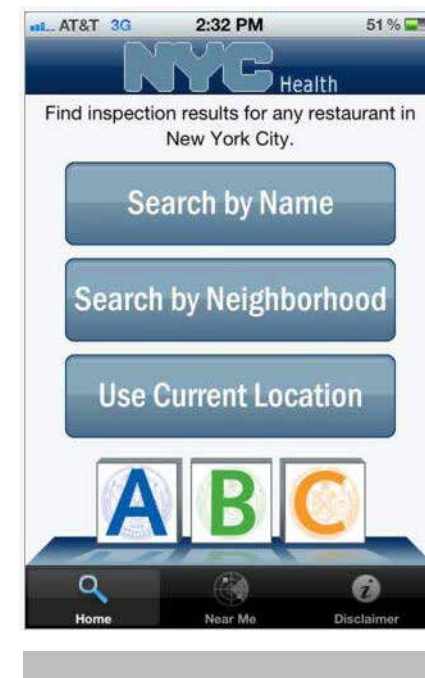 AT&T 3G 2:32 PM 51%
NYC Health
Find inspection results for any restaurant in
New York City.
Search by Name
Search by Neighborhood
Use Current Location
A B C
Home Near Me Disclaimer